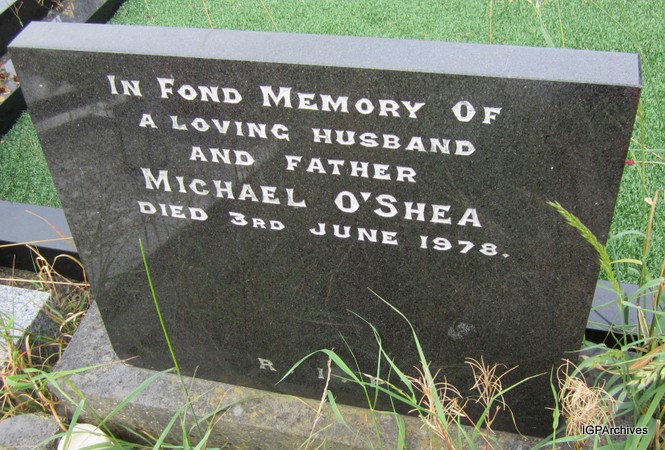 In Fond Memory Of
A loving husband
and father
Michael O'Shea
died 3rd June 1978.
R. I. P.
IGPArchives